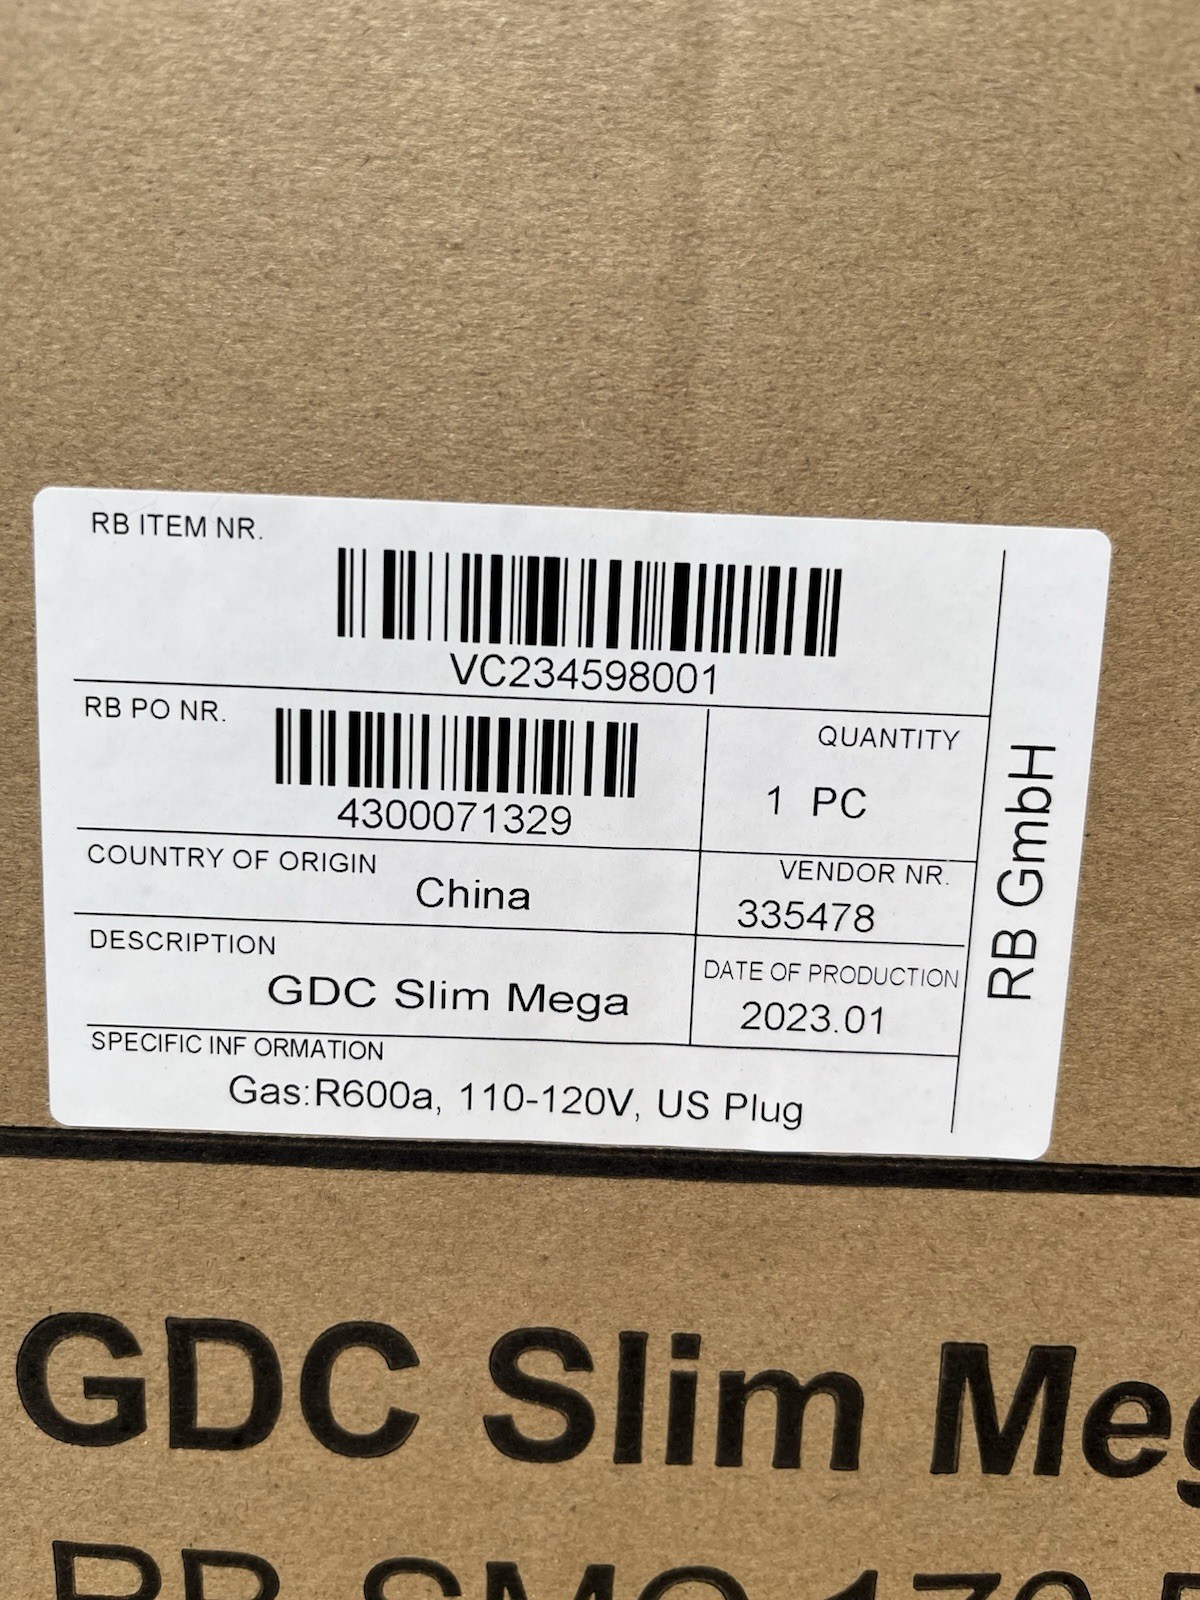 RB ITEM NR.
VC234598001
RB PO NR.
4300071329
QUANTITY
1 PC
COUNTRY OF ORIGIN
China
VENDOR NR.
335478
DESCRIPTION
GDC Slim Mega
DATE OF PRODUCTION
2023.01
SPECIFIC INF ORMATION
Gas:R600a, 110-120V, US Plug
RB GmbH
GDC Slim Meg